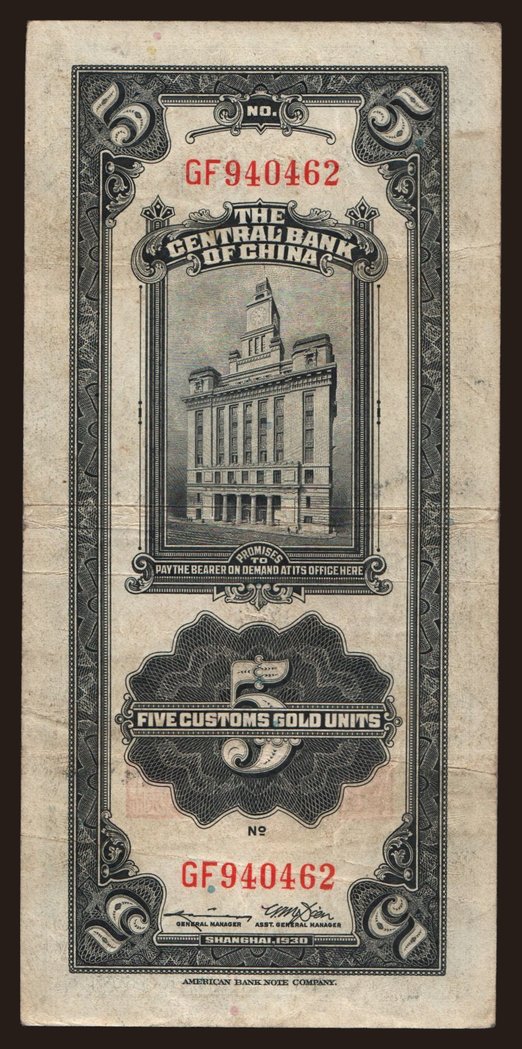 5 5
NO.
GF940462
THE
CENTRAL BANK
OF CHINA
PROMISES
TO
PAY THE BEARER ON DEMAND AT ITS OFFICE HERE
5
FIVE CUSTOMS GOLD UNITS
Nº
GF940462
GENERAL MANAGER ASST. GENERAL MANAGER
SHANGHAI, 1930
5 5
AMERICAN BANK NOTE COMPANY.